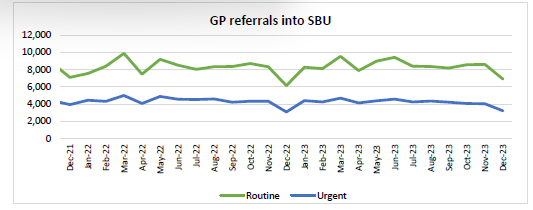 GP referrals into SBU
12,000
10,000
8,000
6,000
4,000
2,000
0
Dec-21 Jan-22 Feb-22 Mar-22 Apr-22 May-22 Jun-22 Jul-22 Aug-22 Sep-22 Oct-22 Nov-22 Dec-22 Jan-23 Feb-23 Mar-23 Apr-23 May-23 Jun-23 Jul-23 Aug-23 Sep-23 Oct-23 Nov-23 Dec-23
Routine Urgent